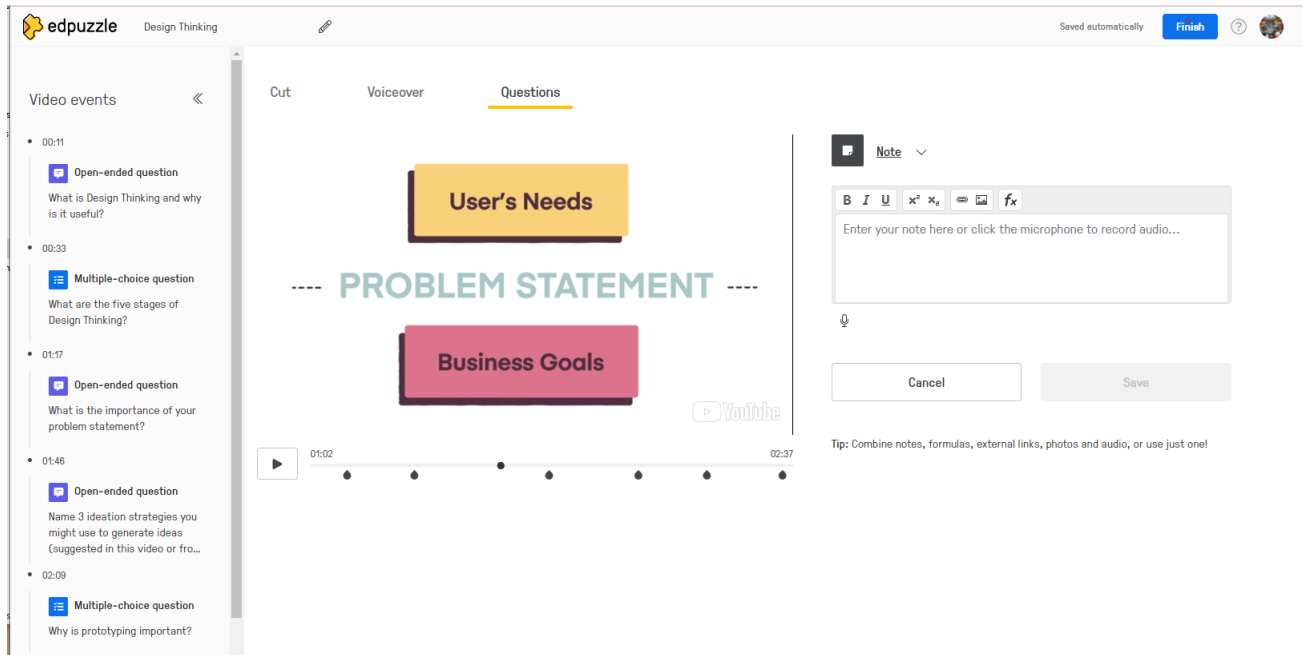 edpuzzle
Design Thinking
Saved automatically
Finish
?
Video events
00:11
Open-ended question
What is Design Thinking and why
is it useful?
00:33
Multiple-choice question
What are the five stages of
Design Thinking?
01:17
Open-ended question
What is the importance of your
problem statement?
01:46
Open-ended question
Name 3 ideation strategies you
might use to generate ideas
(suggested in this video or fro...
02:09
Multiple-choice question
Why is prototyping important?
Cut
Voiceover
Questions
User's Needs
---- PROBLEM STATEMENT ----
Business Goals
YouTube
01:02
02:37
Note
B I U x² x₂ fx
Enter your note here or click the microphone to record audio...
Cancel
Save
Tip: Combine notes, formulas, external links, photos and audio, or use just one!